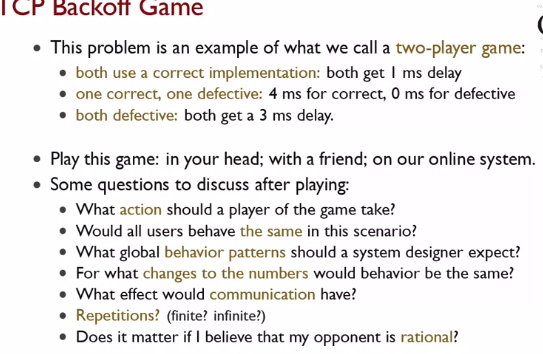 TCP Backoff Game
• This problem is an example of what we call a two-player game:
• both use a correct implementation: both get 1 ms delay
• one correct, one defective: 4 ms for correct, 0 ms for defective
• both defective: both get a 3 ms delay.
• Play this game: in your head; with a friend; on our online system.
• Some questions to discuss after playing:
• What action should a player of the game take?
• Would all users behave the same in this scenario?
• What global behavior patterns should a system designer expect?
• For what changes to the numbers would behavior be the same?
• What effect would communication have?
• Repetitions? (finite? infinite?)
• Does it matter if I believe that my opponent is rational?